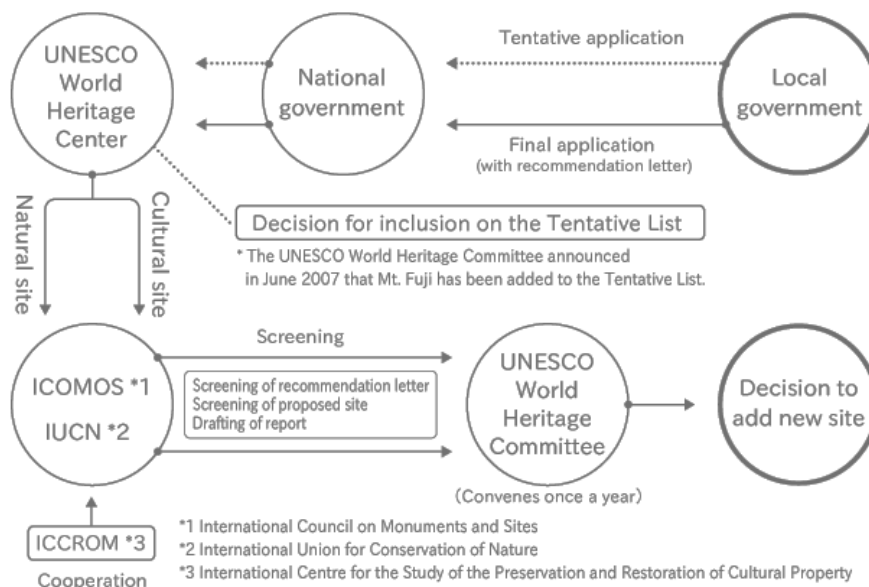 UNESCO
World
Heritage
Center
National
government
Tentative application
Local
government
Final application
(with recommendation letter)
Natural site
Cultural site
Decision for inclusion on the Tentative List
* The UNESCO World Heritage Committee announced
in June 2007 that Mt. Fuji has been added to the Tentative List.
ICOMOS *1
IUCN *2
Screening
Screening of recommendation letter
Screening of proposed site
Drafting of report
UNESCO
World
Heritage
Committee
(Convenes once a year)
Decision to
add new site
ICCROM *3
Cooperation
*1 International Council on Monuments and Sites
*2 International Union for Conservation of Nature
*3 International Centre for the Study of the Preservation and Restoration of Cultural Property